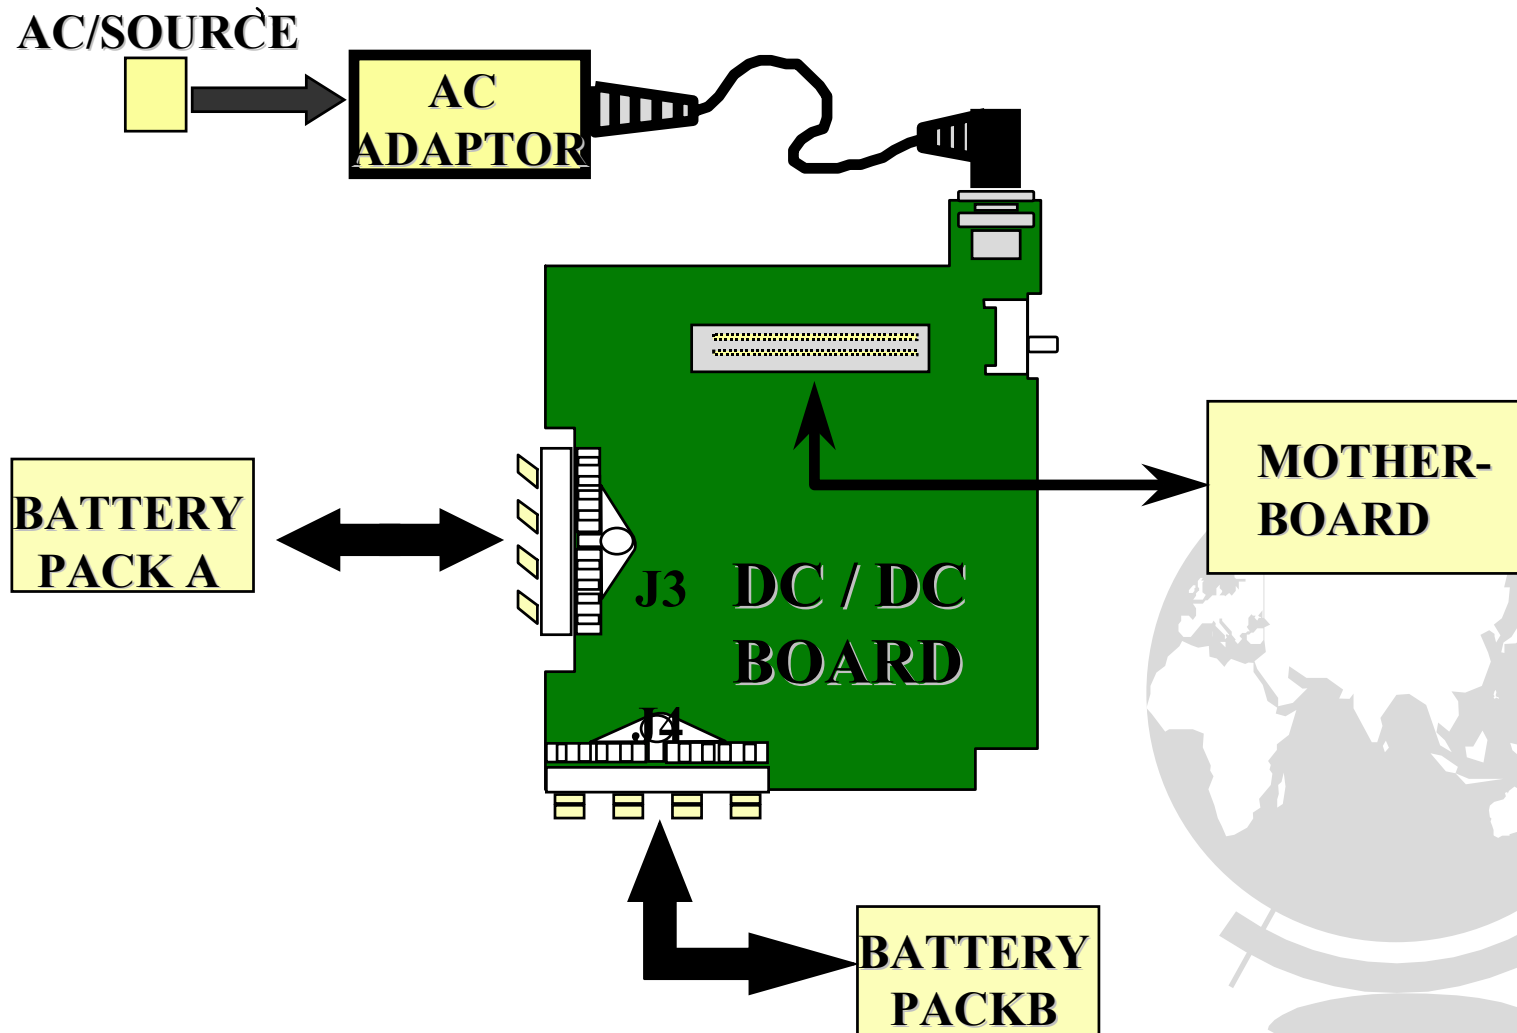 AC/SOURCE
AC
ADAPTOR
MOTHER-
BOARD
BATTERY
PACK A
J3
DC / DC
BOARD
J4
BATTERY
PACKB